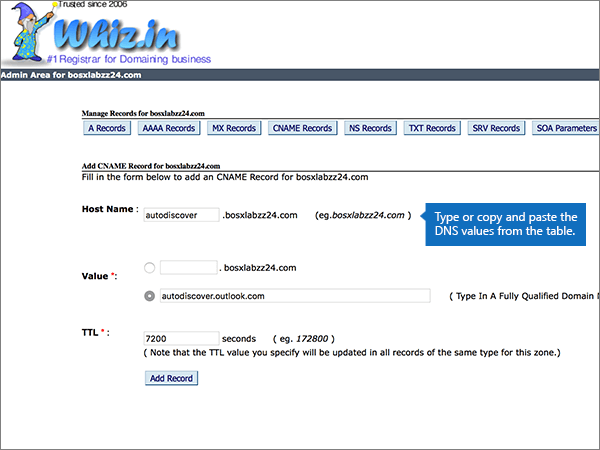 Trusted since 2006
Whiz.in
#1 Registrar for Domaining business
Admin Area for bosxlabzz24.com
Manage Records for bosxlabzz24.com
A Records AAAA Records MX Records CNAME Records NS Records TXT Records SRV Records SOA Parameters
Add CNAME Record for bosxlabzz24.com
Fill in the form below to add an CNAME Record for bosxlabzz24.com
Host Name : autodiscover .bosxlabzz24.com (eg.bosxlabzz24.com )
Type or copy and paste the
DNS values from the table.
. bosxlabzz24.com
Value *:
autodiscover.outlook.com ( Type In A Fully Qualified Domain
TTL * : 7200 seconds ( eg. 172800 )
( Note that the TTL value you specify will be updated in all records of the same type for this zone.)
Add Record